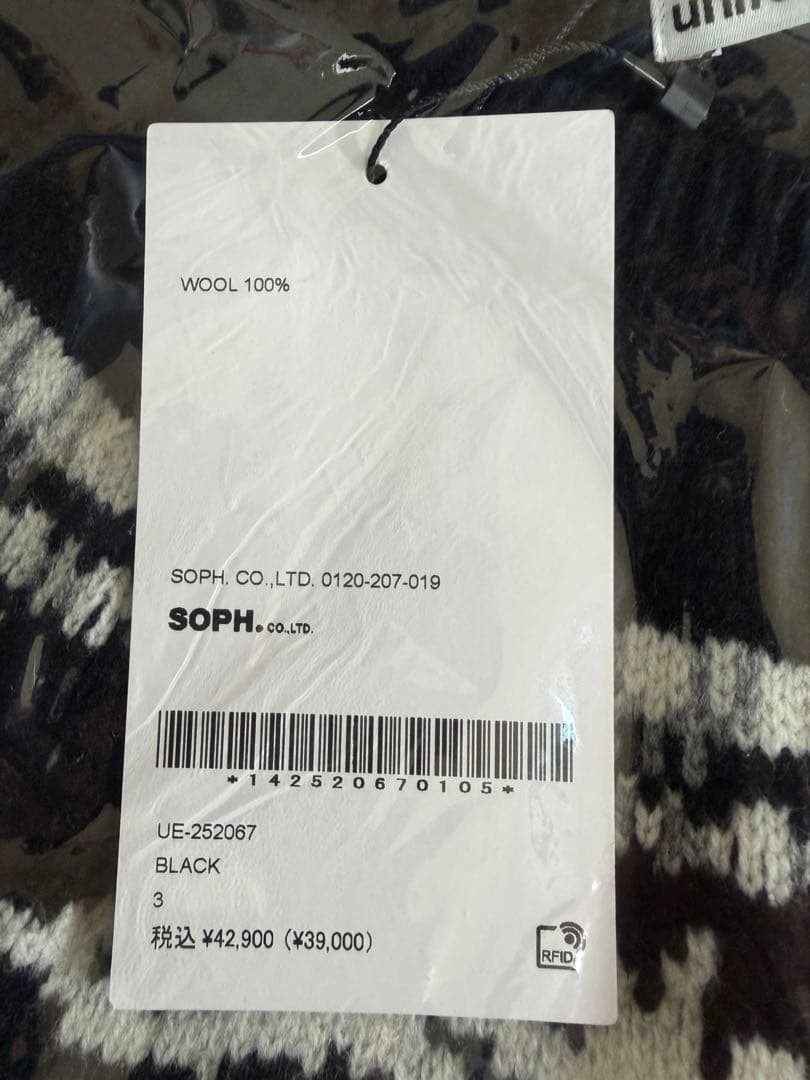 WOOL 100%
SOPH. CO.,LTD. 0120-207-019
SOPH. CO.,LTD.
*142520670105*
UE-252067
BLACK
3
税込 ¥42,900 (¥39,000)
RFID